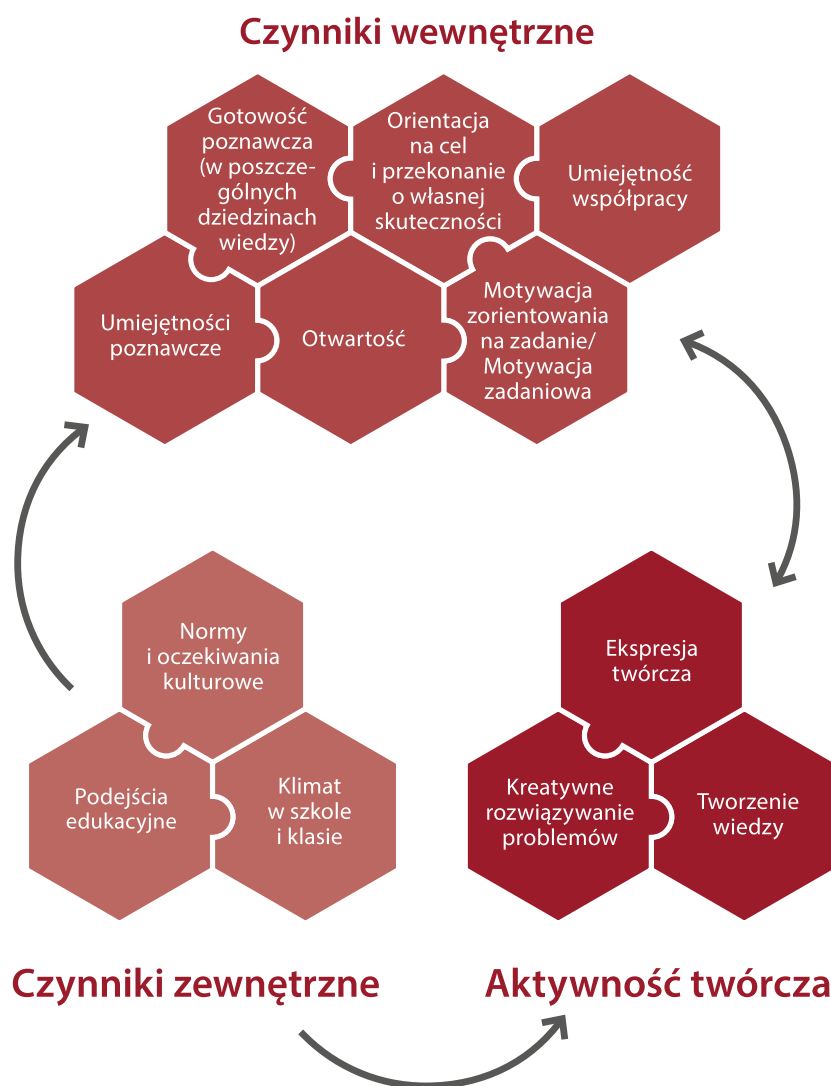 Czynniki wewnętrzne
Gotowość
poznawcza
(w poszcze-
gólnych
dziedzinach
wiedzy)
Orientacja
na cel
i przekonanie
o własnej
skuteczności
Umiejętność
współpracy
Umiejętności
poznawcze
Otwartość
Motywacja
zorientowania
na zadanie/
Motywacja
zadaniowa
Normy
i oczekiwania
kulturowe
Podejścia
edukacyjne
Klimat
w szkole
i klasie
Ekspresja
twórcza
Kreatywne
rozwiązywanie
problemów
Tworzenie
wiedzy
Czynniki zewnętrzne
Aktywność twórcza